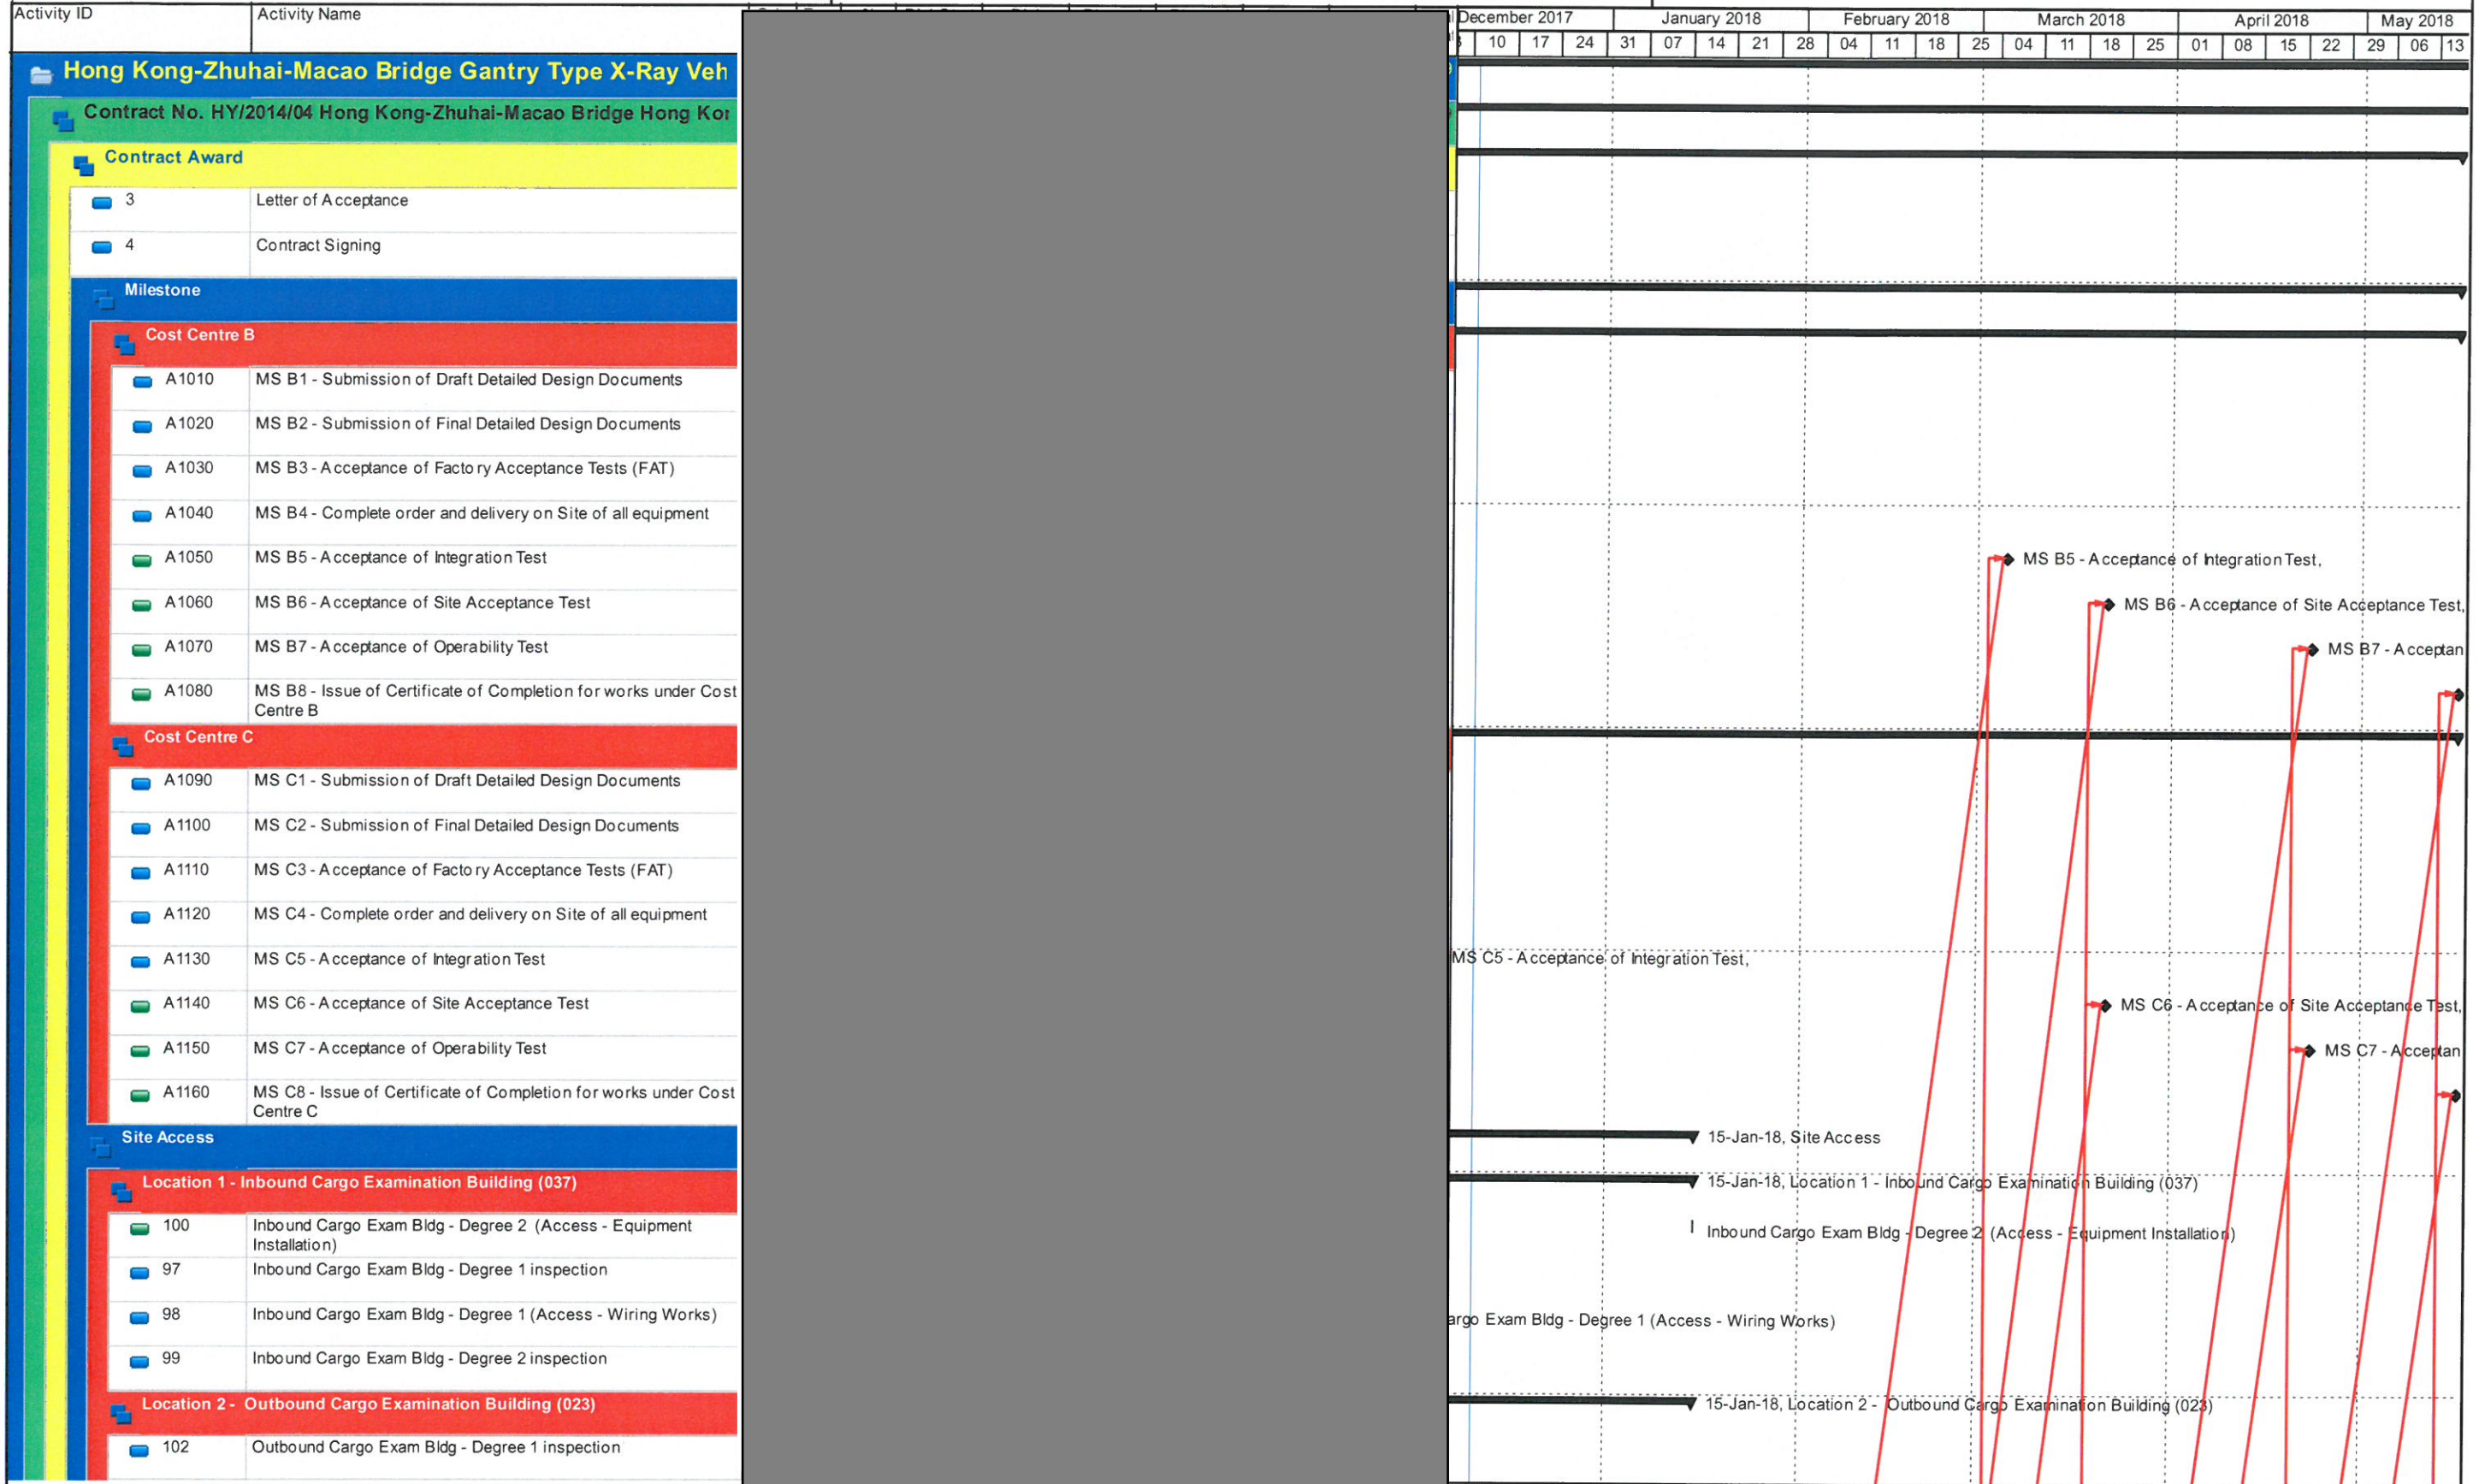 Activity ID Activity Name December 2017 January 2018 February 2018 March 2018 April 2018 May 2018
10 17 24 31 07 14 21 28 04 11 18 25 04 11 18 25 01 08 15 22 29 06 13
Hong Kong-Zhuhai-Macao Bridge Gantry Type X-Ray Veh
Contract No. HY/2014/04 Hong Kong-Zhuhai-Macao Bridge Hong Kor
Contract Award
3 Letter of Acceptance
4 Contract Signing
Milestone
Cost Centre B
A1010 MS B1 - Submission of Draft Detailed Design Documents
A1020 MS B2 - Submission of Final Detailed Design Documents
A1030 MS B3 - Acceptance of Factory Acceptance Tests (FAT)
A1040 MS B4 - Complete order and delivery on Site of all equipment
A1050 MS B5 - Acceptance of Integration Test MS B5 - Acceptance of Integration Test,
A1060 MS B6 - Acceptance of Site Acceptance Test MS B6 - Acceptance of Site Acceptance Test,
A1070 MS B7 - Acceptance of Operability Test MS B7 - Acceptan
A1080 MS B8 - Issue of Certificate of Completion for works under Cost
Centre B
Cost Centre C
A1090 MS C1 - Submission of Draft Detailed Design Documents
A1100 MS C2 - Submission of Final Detailed Design Documents
A1110 MS C3 - Acceptance of Factory Acceptance Tests (FAT)
A1120 MS C4 - Complete order and delivery on Site of all equipment
A1130 MS C5 - Acceptance of Integration Test MS C5 - Acceptance of Integration Test,
A1140 MS C6 - Acceptance of Site Acceptance Test MS C6 - Acceptance of Site Acceptance Test,
A1150 MS C7 - Acceptance of Operability Test MS C7 - Acceptan
A1160 MS C8 - Issue of Certificate of Completion for works under Cost
Centre C
Site Access 15-Jan-18, Site Access
Location 1 - Inbound Cargo Examination Building (037) 15-Jan-18, Location 1 - Inbound Cargo Examination Building (037)
100 Inbound Cargo Exam Bldg - Degree 2 (Access - Equipment
Installation) Inbound Cargo Exam Bldg - Degree 2 (Access - Equipment Installation)
97 Inbound Cargo Exam Bldg - Degree 1 inspection
98 Inbound Cargo Exam Bldg - Degree 1 (Access - Wiring Works) argo Exam Bldg - Degree 1 (Access - Wiring Works)
99 Inbound Cargo Exam Bldg - Degree 2 inspection
Location 2 - Outbound Cargo Examination Building (023) 15-Jan-18, Location 2 - Outbound Cargo Examination Building (023)
102 Outbound Cargo Exam Bldg - Degree 1 inspection